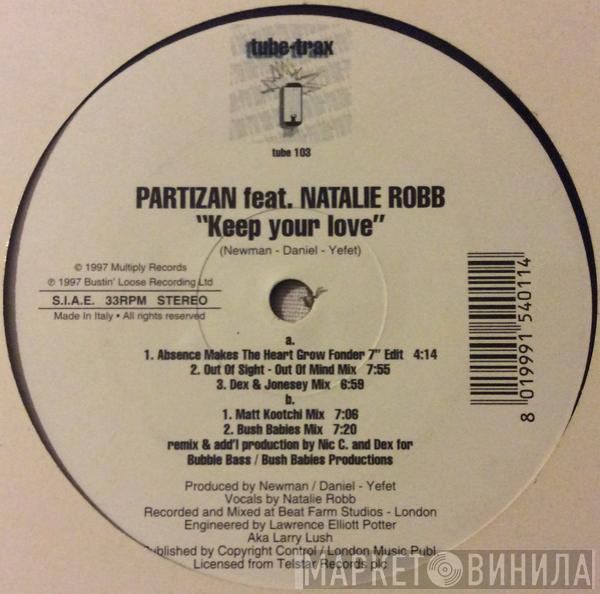 tube-trax
tube 103
PARTIZAN feat. NATALIE ROBB
"Keep your love"
(Newman - Daniel - Yefet)
© 1997 Multiply Records
℗ 1997 Bustin' Loose Recording Ltd
S.I.A.E. 33RPM STEREO
Made in Italy • All rights reserved
a.
1. Absence Makes The Heart Grow Fonder 7" Edit 4:14
2. Out Of Sight - Out Of Mind Mix 7:55
3. Dex & Jonesey Mix 6:59
b.
1. Matt Kootchi Mix 7:06
2. Bush Babies Mix 7:20
remix & add'l production by Nic C. and Dex for
Bubble Bass / Bush Babies Productions
8 019991 540114
Produced by Newman / Daniel - Yefet
Vocals by Natalie Robb
Recorded and Mixed at Beat Farm Studios - London
Engineered by Lawrence Elliott Potter
Aka Larry Lush
Published by Copyright Control / London Music Publ.
Licensed from Telstar Records plc
МАРКЕТ ВИНИЛА